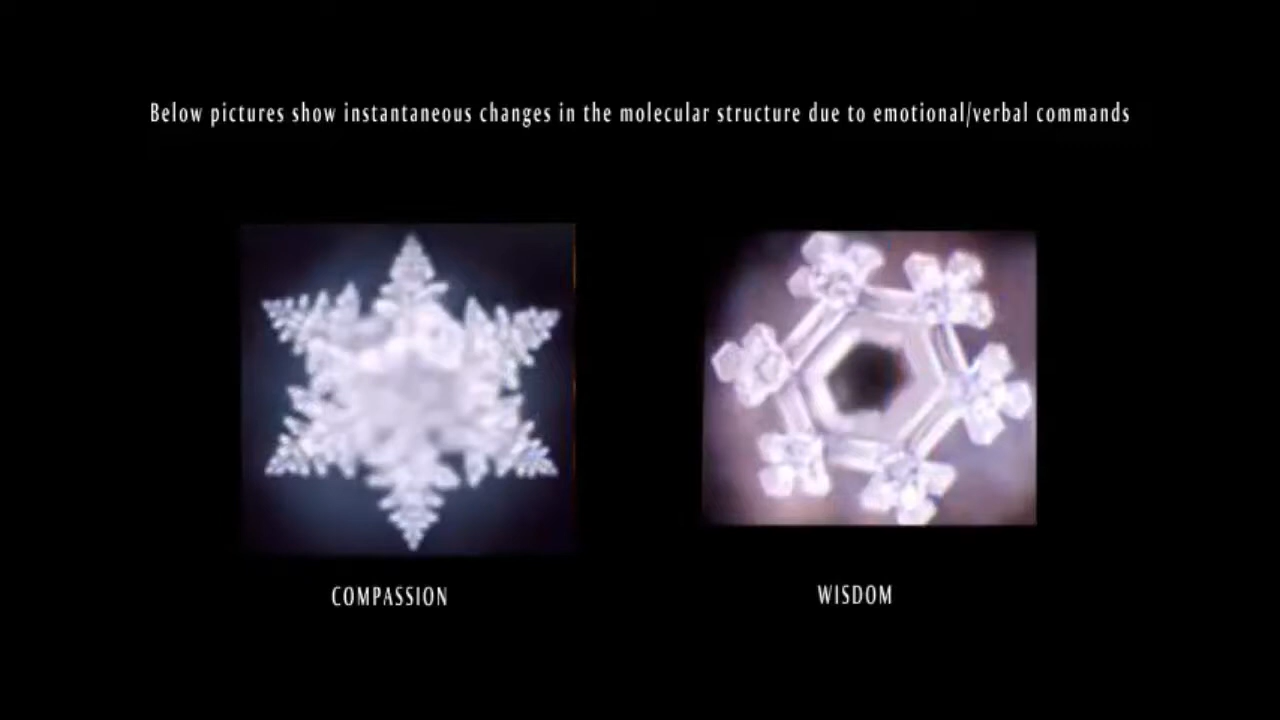 Below pictures show instantaneous changes in the molecular structure due to emotional/verbal commands
COMPASSION
WISDOM